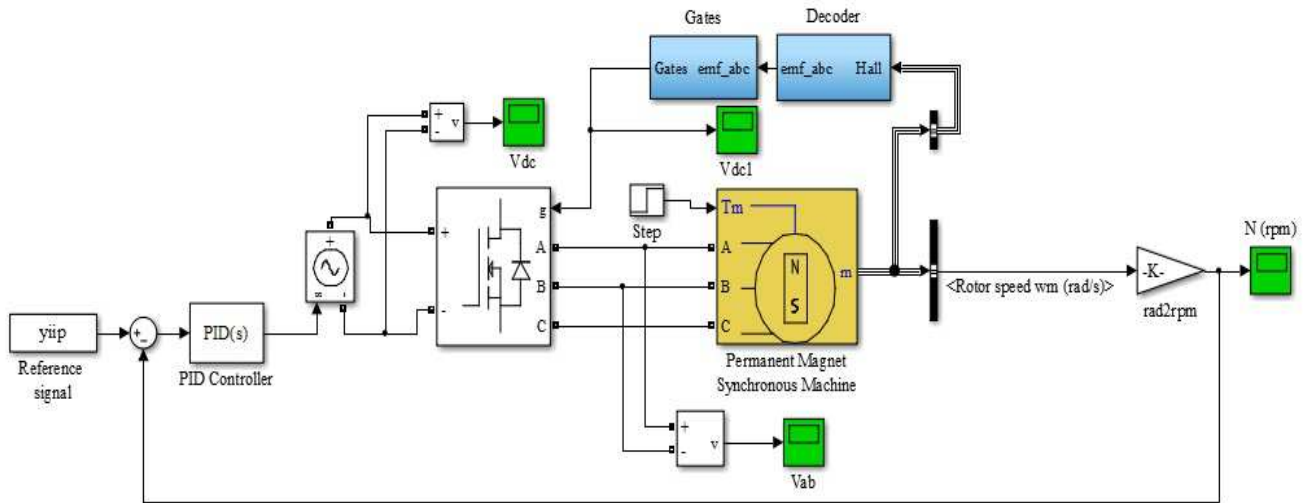 Gates
Decoder
Gates emf_abc
emf_abc Hall
+
-
v
Vdc
Vdc1
g
Step
Tm
N (rpm)
+
+
A
A
N
m
-K-
B
B
S
<Rotor speed wm (rad/s)>
s
-
-
C
C
rad2rpm
yiip
+
-
PID(s)
Reference
signal
PID Controller
Permanent Magnet
Synchronous Machine
+
-
v
Vab